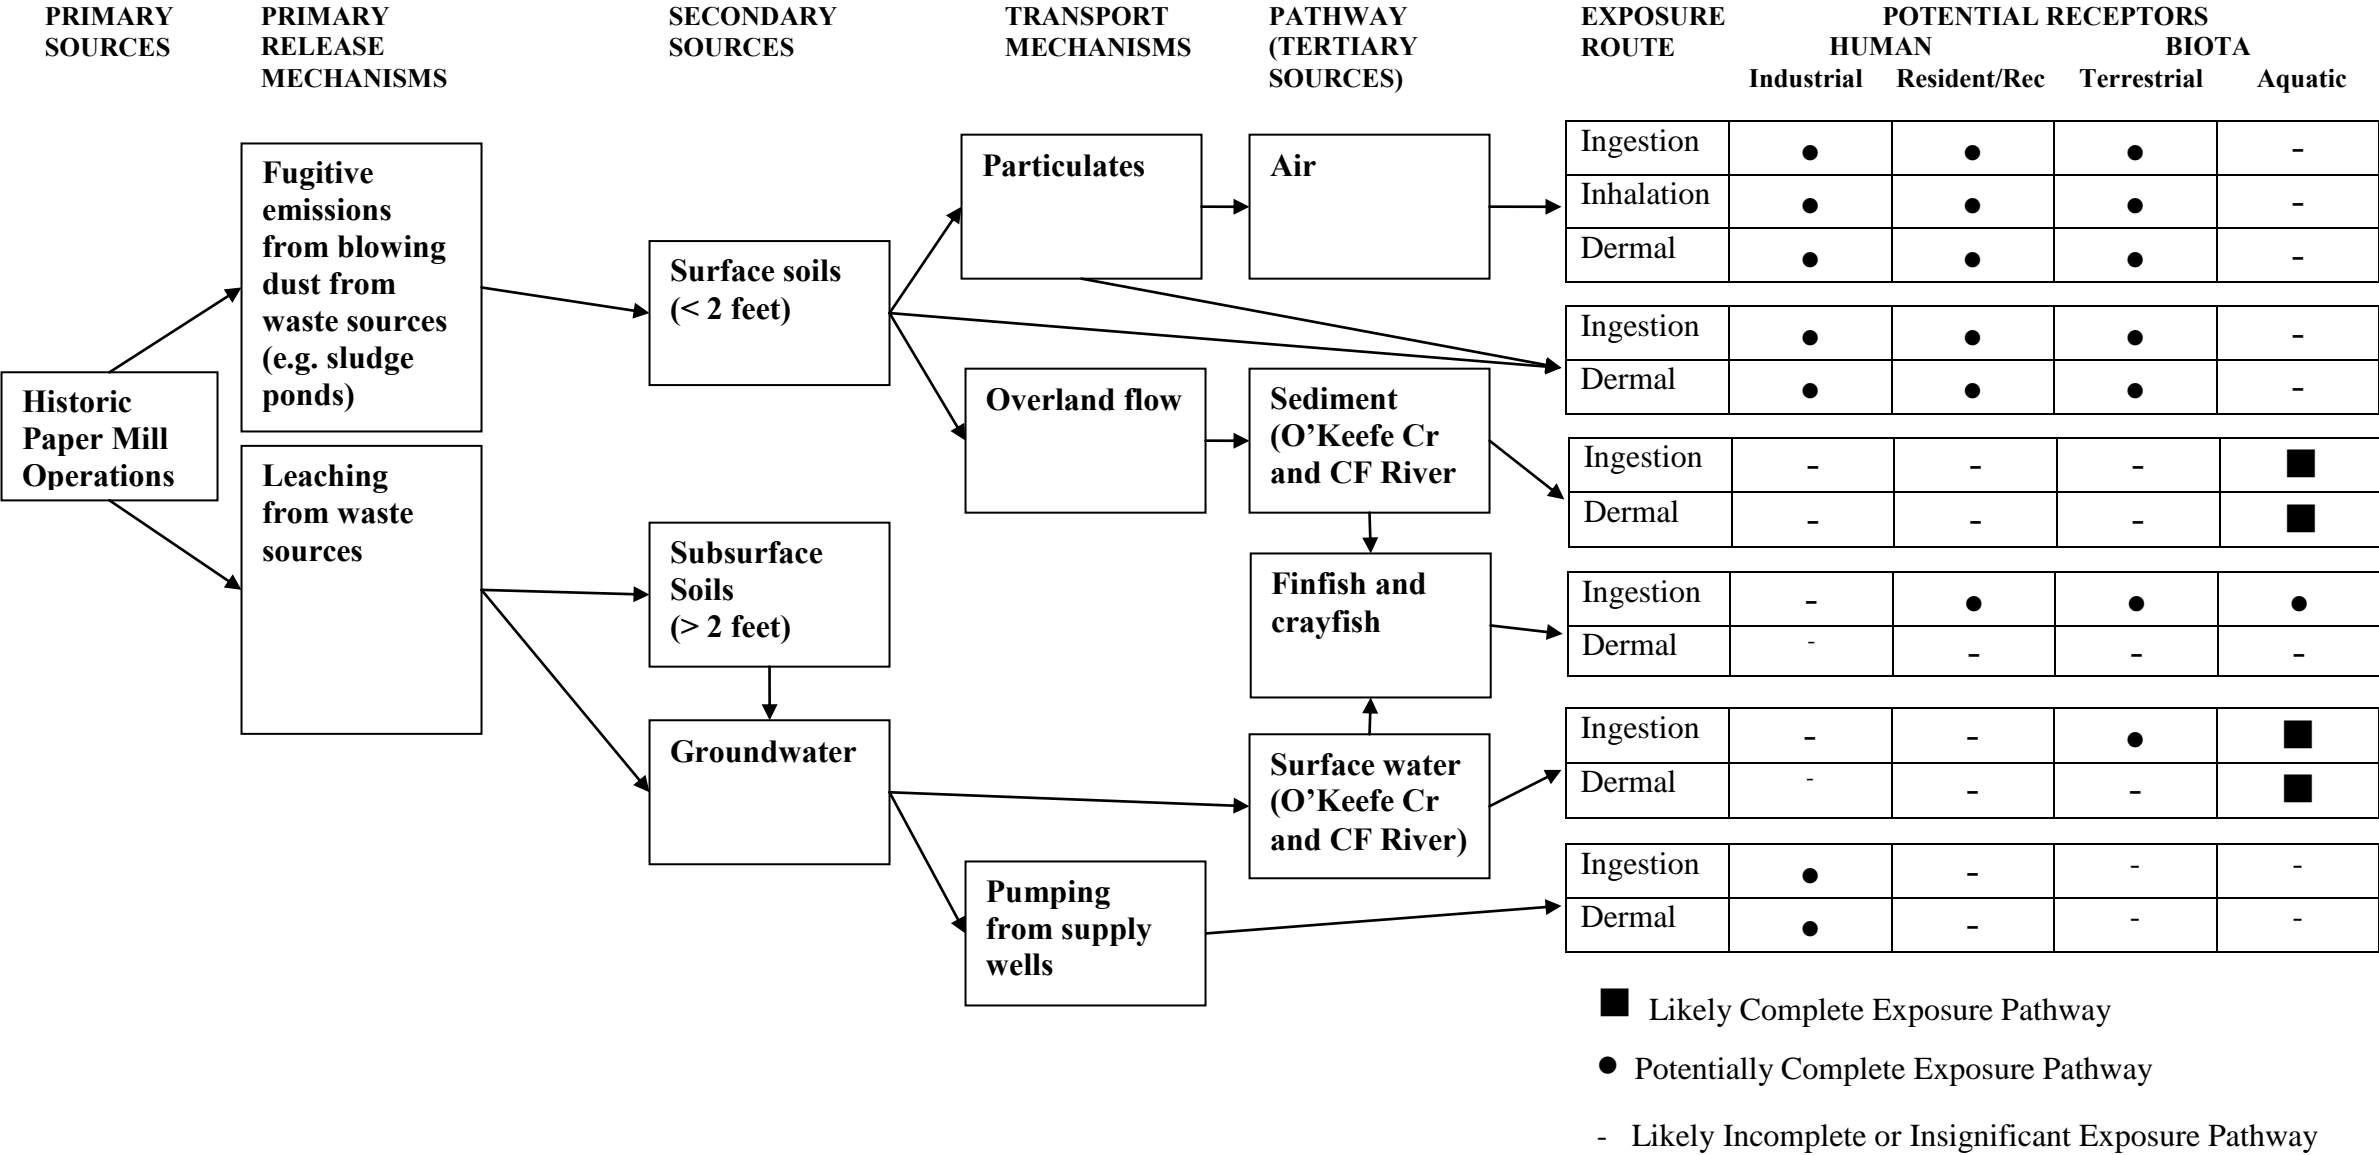 PRIMARY
SOURCES
PRIMARY
RELEASE
MECHANISMS
SECONDARY
SOURCES
TRANSPORT
MECHANISMS
PATHWAY
(TERTIARY
SOURCES)
EXPOSURE
ROUTE
POTENTIAL RECEPTORS
HUMAN
BIOTA
Industrial
Resident/Rec
Terrestrial
Aquatic
Historic
Paper Mill
Operations
Fugitive
emissions
from blowing
dust from
waste sources
(e.g. sludge
ponds)
Leaching
from waste
sources
Surface soils
(< 2 feet)
Subsurface
Soils
(> 2 feet)
Groundwater
Particulates
Overland flow
Pumping
from supply
wells
Air
Sediment
(O’Keefe Cr
and CF River
Finfish and
crayfish
Surface water
(O’Keefe Cr
and CF River)
Ingestion ● ● ● -
Inhalation ● ● ● -
Dermal ● ● ● -
Ingestion ● ● ● -
Dermal ● ● ● -
Ingestion - - - ■
Dermal - - - ■
Ingestion - ● ● ●
Dermal - - - -
Ingestion - - ● ■
Dermal - - - ■
Ingestion ● - - -
Dermal ● - - -
■ Likely Complete Exposure Pathway
● Potentially Complete Exposure Pathway
- Likely Incomplete or Insignificant Exposure Pathway